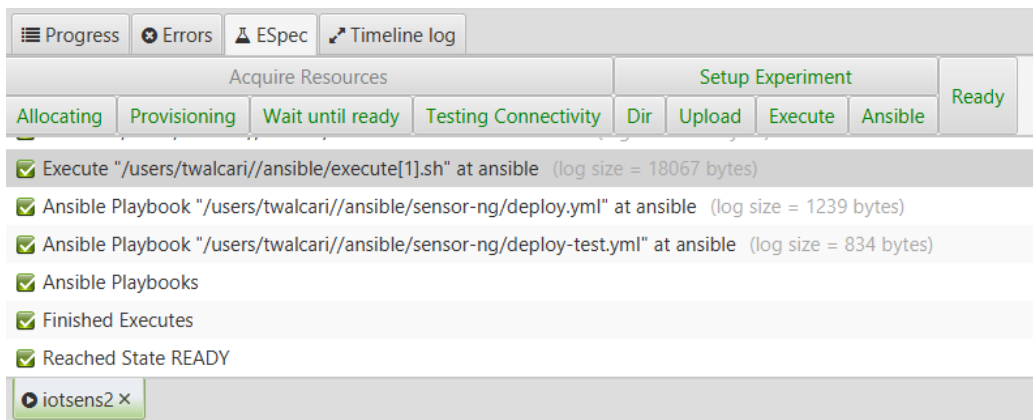 Progress Errors ESpec Timeline log
Acquire Resources Setup Experiment Ready
Allocating Provisioning Wait until ready Testing Connectivity Dir Upload Execute Ansible
Execute "/users/twalcari//ansible/execute[1].sh" at ansible (log size = 18067 bytes)
Ansible Playbook "/users/twalcari//ansible/sensor-ng/deploy.yml" at ansible (log size = 1239 bytes)
Ansible Playbook "/users/twalcari//ansible/sensor-ng/deploy-test.yml" at ansible (log size = 834 bytes)
Ansible Playbooks
Finished Executes
Reached State READY
iotsens2